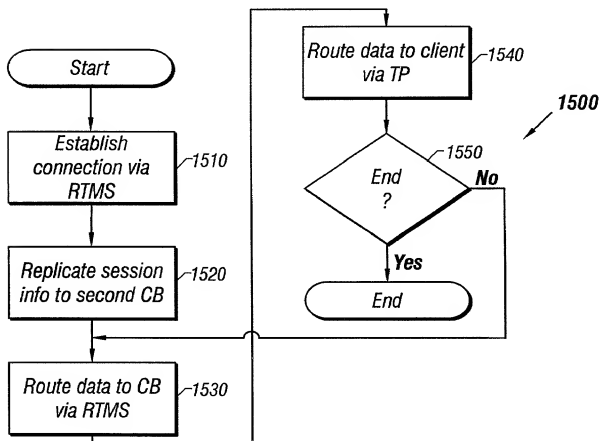 Start
Establish
connection via
RTMS
1510
Replicate session
info to second CB
1520
Route data to CB
via RTMS
1530
Route data to client
via TP
1540
End
?
1550
No
Yes
End
1500